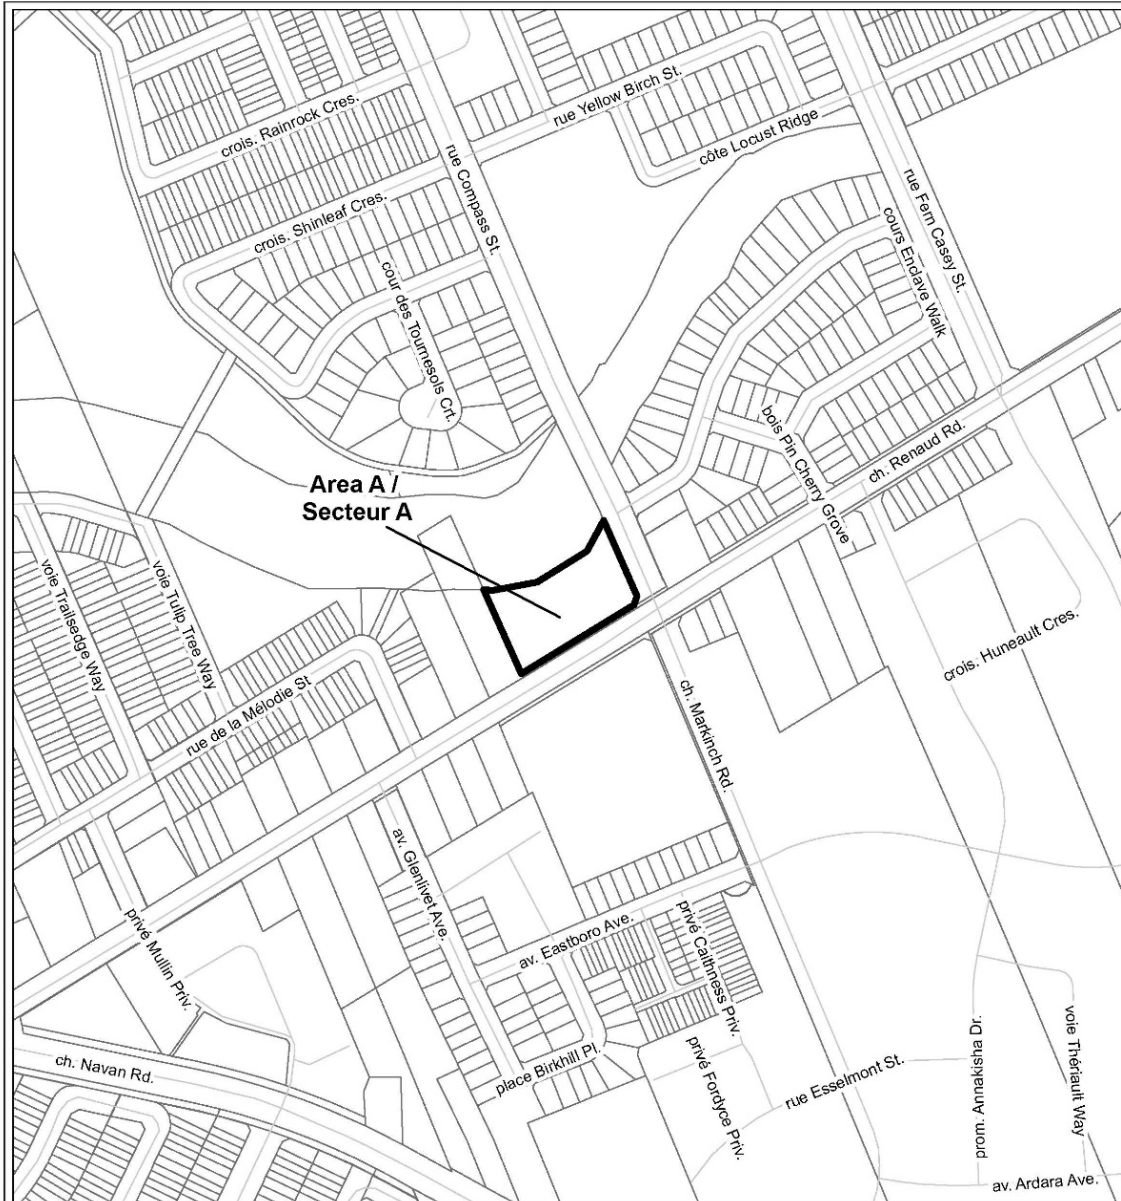 crois. Rainrock Cres.
rue Yellow Birch St.
côte Locust Ridge
rue Compass St.
crois. Shinleaf Cres.
rue Fern Casey St.
cours Enclave Walk
cour des Tournesols Crt.
bois Pin Cherry Grove
ch. Renaud Rd.
Area A /
Secteur A
voie Trailsedge Way
voie Tulip Tree Way
crois. Huneault Cres.
rue de la Mélodie St
ch. Markinch Rd.
av. Glenlivet Ave.
privé Mullin Priv.
av. Eastboro Ave.
privé Caithness Priv.
ch. Navan Rd.
place Birkhill Pl.
privé Fordyce Priv.
rue Esselmont St.
prom. Annakisha Dr.
voie Thériault Way
av. Ardara Ave.